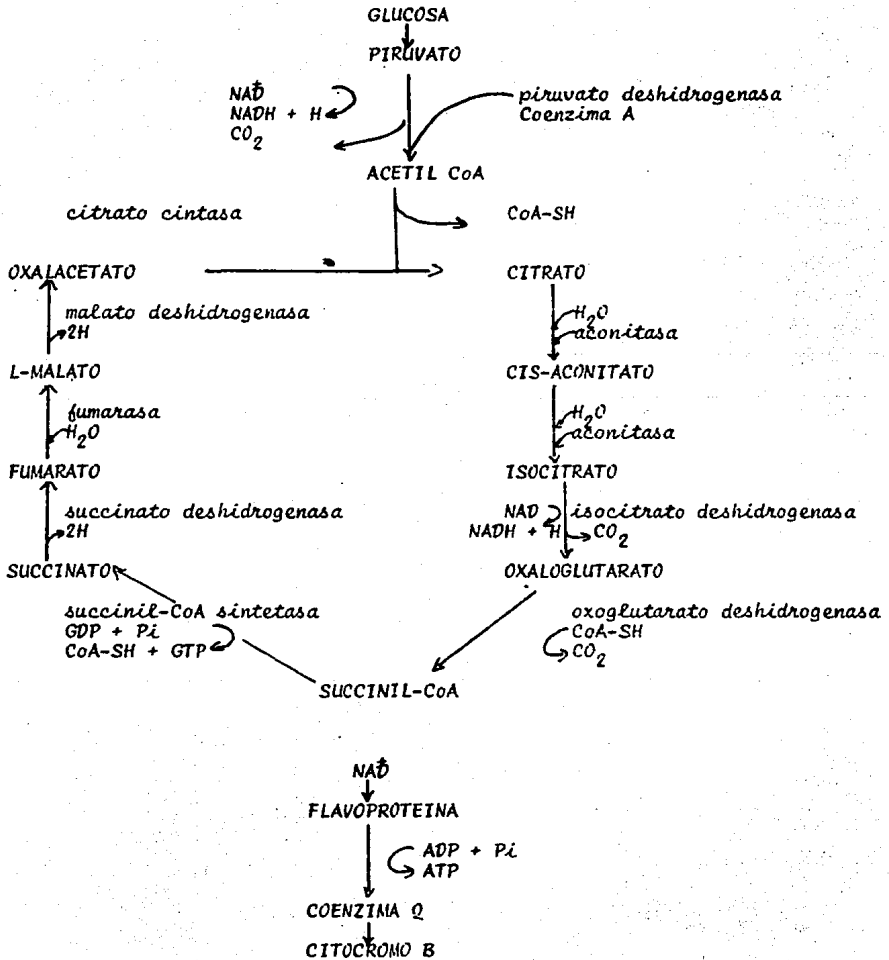 GLUCOSA
PIRUVATO
NAD+
NADH + H
CO2
piruvato deshidrogenasa
Coenzima A
ACETIL CoA
citrato cintasa
CoA-SH
OXALACETATO
CITRATO
malato deshidrogenasa
2H
H2O
aconitasa
L-MALATO
CIS-ACONITATO
fumarasa
H2O
H2O
aconitasa
FUMARATO
ISOCITRATO
succinato deshidrogenasa
2H
NAD
NADH + H
isocitrato deshidrogenasa
CO2
SUCCINATO
OXALOGLUTARATO
succinil-CoA sintetasa
GDP + Pi
CoA-SH + GTP
oxoglutarato deshidrogenasa
CoA-SH
CO2
SUCCINIL-CoA
NAD+
FLAVOPROTEINA
ADP + Pi
ATP
COENZIMA Q
CITOCROMO B